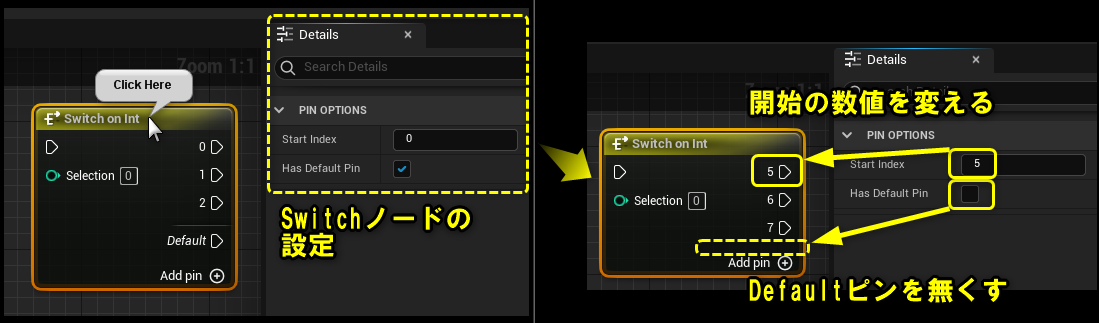 Details ×
Zoom 1:1
Search Details
Click Here
Switch on Int
PIN OPTIONS
0
1
2
Selection 0
Default
Add pin
Start Index 0
Has Default Pin
Switchノードの
設定
Details ×
開始の数値を変える
PIN OPTIONS
Switch on Int
Start Index 5
Has Default Pin
5
6
7
Selection 0
Add pin
Defaultピンを無くす